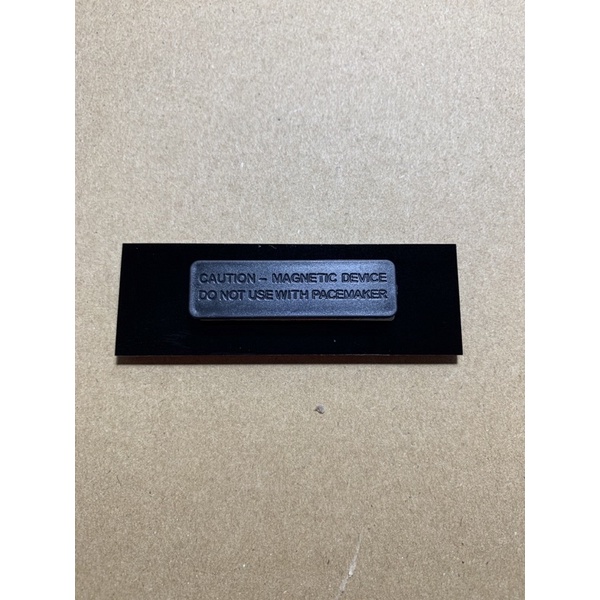 CAUTION – MAGNETIC DEVICE
DO NOT USE WITH PACEMAKER